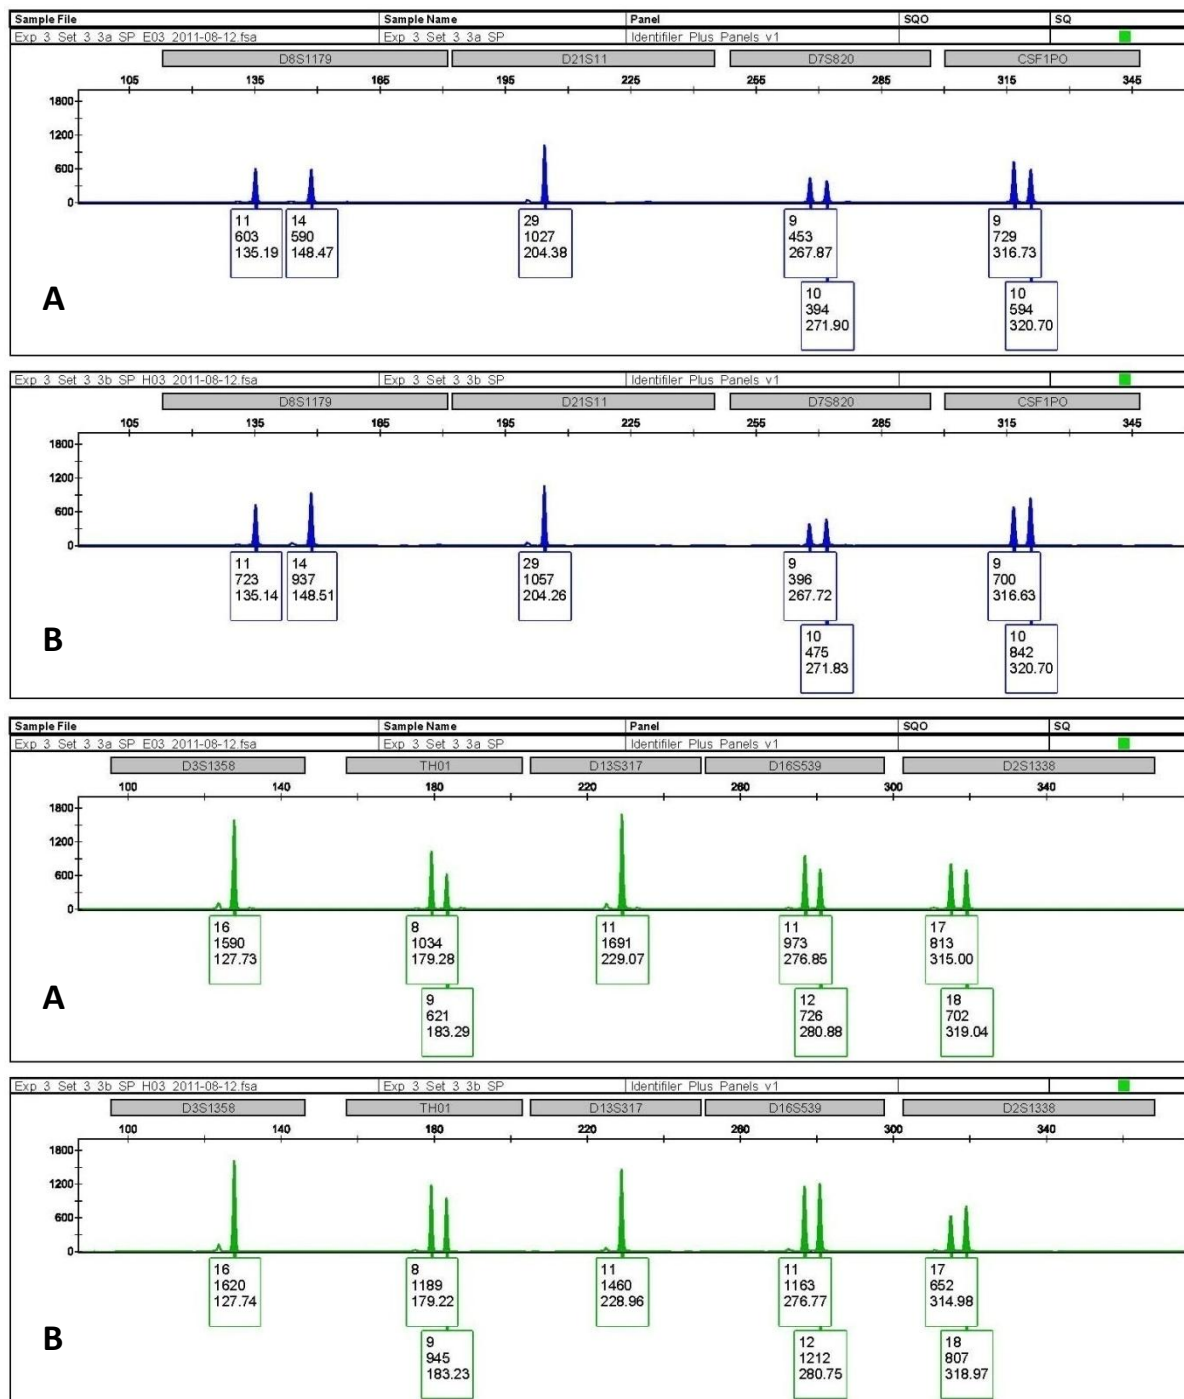 Sample File Sample Name Panel SQO SQ
Exp_3_Set_3_3a_SP_E03_2011-08-12.fsa Exp_3_Set_3_3a_SP Identifiler_Plus_Panels_v1
D8S1179 D21S11 D7S820 CSF1PO
105 135 165 195 225 255 285 315 345
1800
1200
600
0
11 14 29 9 9
603 590 1027 453 729
135.19 148.47 204.38 267.87 316.73
10 10
394 594
271.90 320.70
A
Exp_3_Set_3_3b_SP_H03_2011-08-12.fsa Exp_3_Set_3_3b_SP Identifiler_Plus_Panels_v1
D8S1179 D21S11 D7S820 CSF1PO
105 135 165 195 225 255 285 315 345
1800
1200
600
0
11 14 29 9 9
723 937 1057 396 700
135.14 148.51 204.26 267.72 316.63
10 10
475 842
271.83 320.70
B
Sample File Sample Name Panel SQO SQ
Exp_3_Set_3_3a_SP_E03_2011-08-12.fsa Exp_3_Set_3_3a_SP Identifiler_Plus_Panels_v1
D3S1358 TH01 D13S317 D16S539 D2S1338
100 140 180 220 260 300 340
1800
1200
600
0
16 8 11 11 17
1590 1034 1691 973 813
127.73 179.28 229.07 276.85 315.00
9 12 18
621 726 702
183.29 280.88 319.04
A
Exp_3_Set_3_3b_SP_H03_2011-08-12.fsa Exp_3_Set_3_3b_SP Identifiler_Plus_Panels_v1
D3S1358 TH01 D13S317 D16S539 D2S1338
100 140 180 220 260 300 340
1800
1200
600
0
16 8 11 11 17
1620 1189 1460 1163 652
127.74 179.22 228.96 276.77 314.98
9 12 18
945 1212 807
183.23 280.75 318.97
B